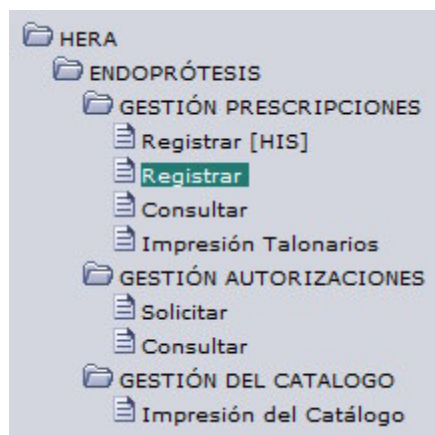 HERA
ENDOPRÓTESIS
GESTIÓN PRESCRIPCIONES
Registrar [HIS]
Registrar
Consultar
Impresión Talonarios
GESTIÓN AUTORIZACIONES
Solicitar
Consultar
GESTIÓN DEL CATALOGO
Impresión del Catálogo